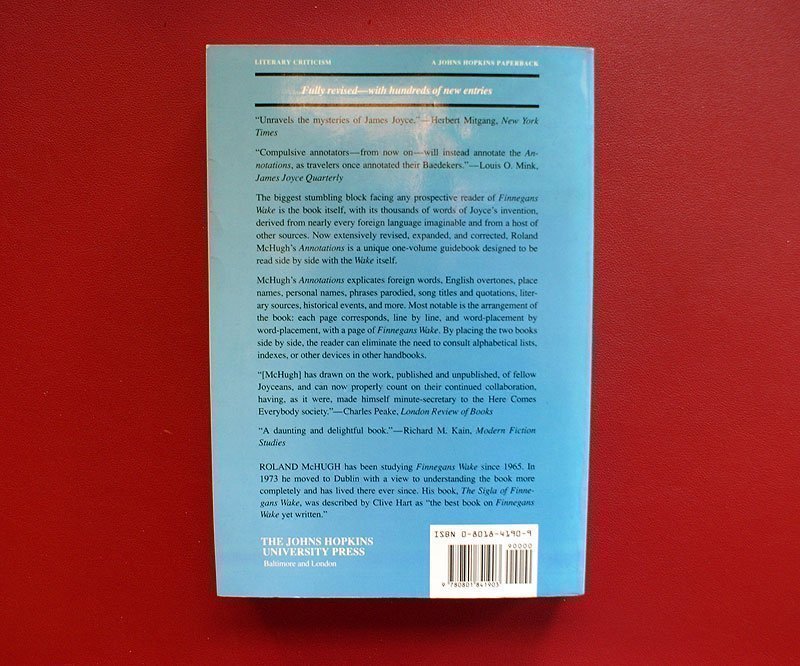 LITERARY CRITICISM
A JOHNS HOPKINS PAPERBACK
Fully revised—with hundreds of new entries
“Unravels the mysteries of James Joyce.”—Herbert Mitgang, New York
Times
“Compulsive annotators—from now on—will instead annotate the An-
notations, as travelers once annotated their Baedekers.”—Louis O. Mink,
James Joyce Quarterly
The biggest stumbling block facing any prospective reader of Finnegans
Wake is the book itself, with its thousands of words of Joyce’s invention,
derived from nearly every foreign language imaginable and from a host of
other sources. Now extensively revised, expanded, and corrected, Roland
McHugh’s Annotations is a unique one-volume guidebook designed to be
read side by side with the Wake itself.
McHugh’s Annotations explicates foreign words, English overtones, place
names, personal names, phrases parodied, song titles and quotations, liter-
ary sources, historical events, and more. Most notable is the arrangement of
the book: each page corresponds, line by line, and word-placement by
word-placement, with a page of Finnegans Wake. By placing the two books
side by side, the reader can eliminate the need to consult alphabetical lists,
indexes, or other devices in other handbooks.
“[McHugh] has drawn on the work, published and unpublished, of fellow
Joyceans, and can now properly count on their continued collaboration,
having, as it were, made himself minute-secretary to the Here Comes
Everybody society.”—Charles Peake, London Review of Books
“A daunting and delightful book.”—Richard M. Kain, Modern Fiction
Studies
ROLAND McHUGH has been studying Finnegans Wake since 1965. In
1973 he moved to Dublin with a view to understanding the book more
completely and has lived there ever since. His book, The Sigla of Finne-
gans Wake, was described by Clive Hart as “the best book on Finnegans
Wake yet written.”
THE JOHNS HOPKINS
UNIVERSITY PRESS
Baltimore and London
ISBN 0-8018-4190-9
90000
9 780801 841903